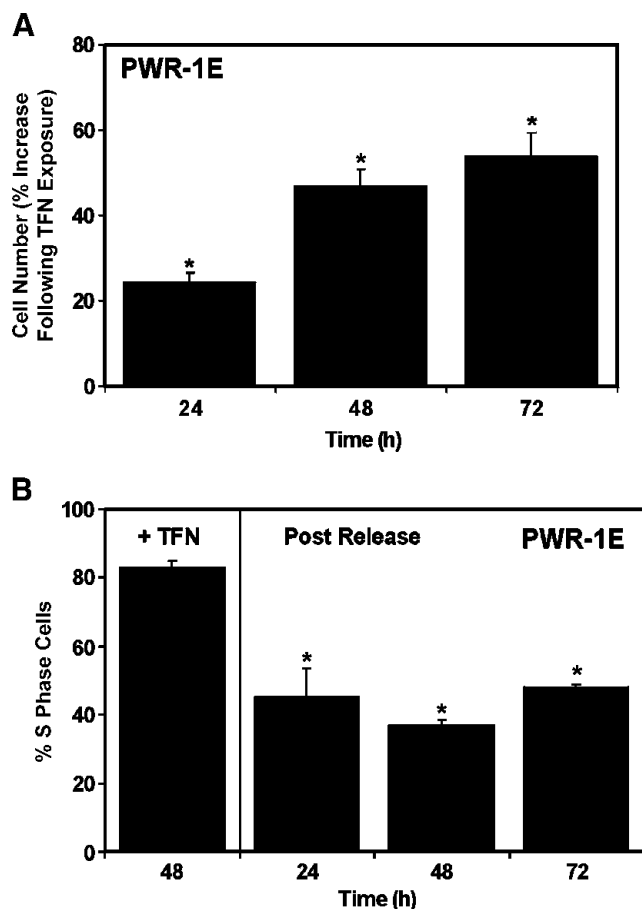 A
PWR-1E
Cell Number (% Increase
Following TFN Exposure)
80
60
40
20
0
* * *
24 48 72
Time (h)
B
+ TFN Post Release PWR-1E
% S Phase Cells
100
80
60
40
20
0
* * *
48 24 48 72
Time (h)